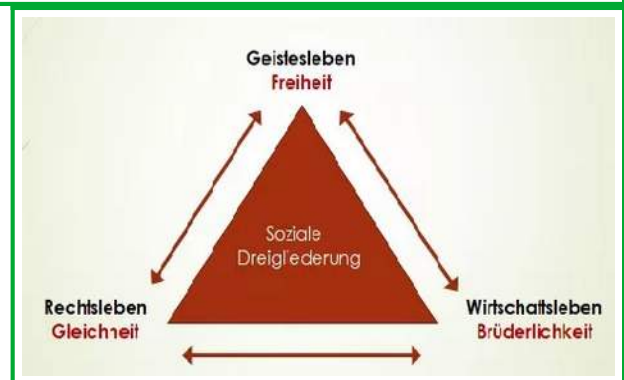 Geistesleben
Freiheit
Soziale
Dreigliederung
Rechtsleben
Gleichheit
Wirtschaftsleben
Brüderlichkeit